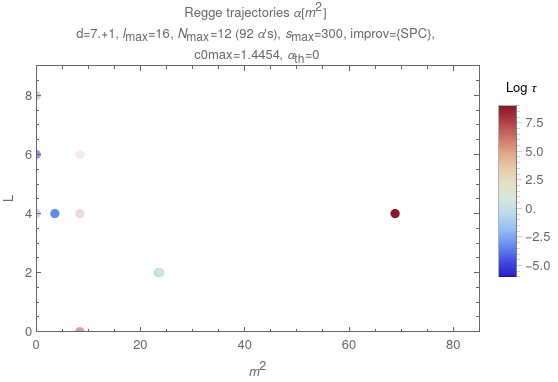 Regge trajectories α[m²]
d=7.+1, lmax=16, Nmax=12 (92 α's), smax=300, improv={SPC},
c0max=1.4454, αth=0
Log τ
8
6
4
2
0
L
0 20 40 60 80
m²
7.5
5.0
2.5
0.
−2.5
−5.0